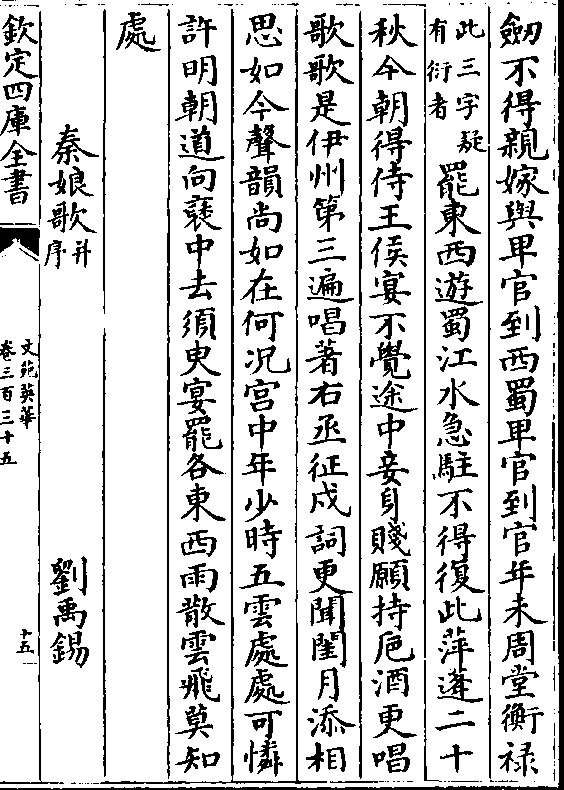 劒不得親嫁與甲官到西蜀甲官到官年未周堂衡祿
此三字疑有衍者罷東西遊蜀江水急駐不得復此萍蓬二十
秋今朝得侍王侯宴不覺途中妾身賤願持巵酒更唱
歌歌是伊州第三遍唱著右丞征戍詞更聞閨月添相
思如今聲韻尚如在何况宮中年少時五雲處處可憐
許明朝道向襃中去須臾宴罷各東西雨散雲飛莫知
處
秦娘歌并序 劉禹錫
欽定四庫全書
文苑英華
卷三百三十五
十五